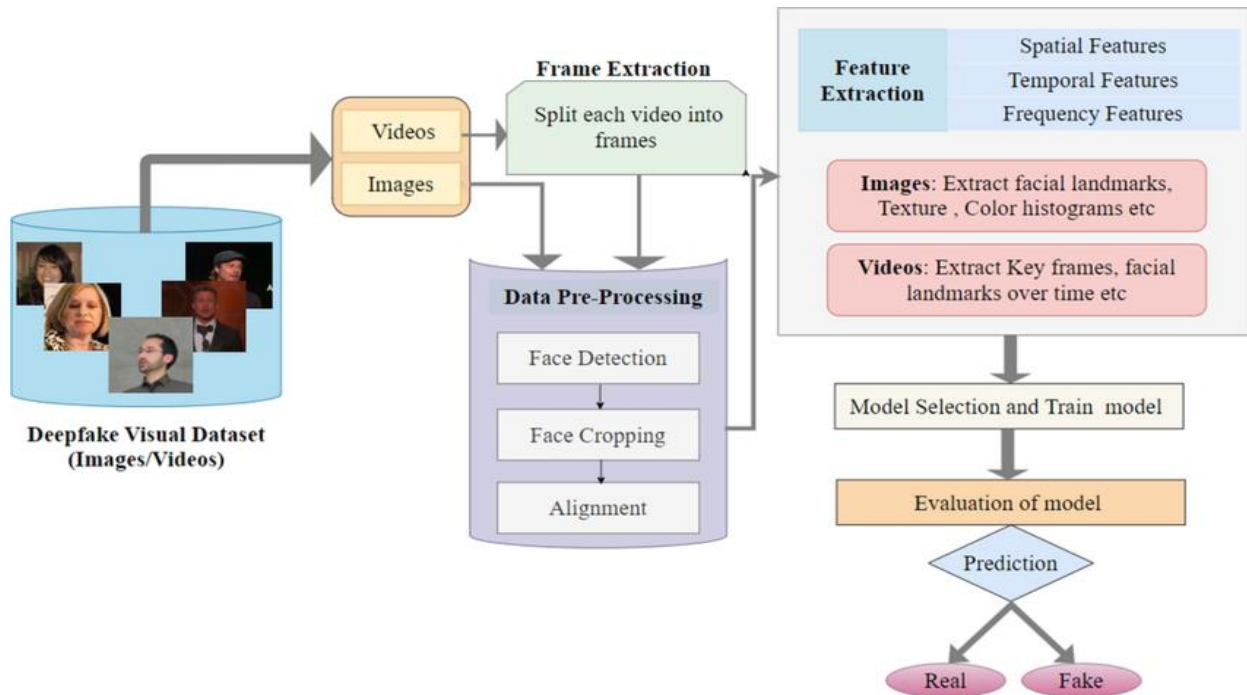 Deepfake Visual Dataset
(Images/Videos)
Videos
Images
Frame Extraction
Split each video into
frames
Data Pre-Processing
Face Detection
Face Cropping
Alignment
Feature
Extraction
Spatial Features
Temporal Features
Frequency Features
Images: Extract facial landmarks,
Texture , Color histograms etc
Videos: Extract Key frames, facial
landmarks over time etc
Model Selection and Train model
Evaluation of model
Prediction
Real
Fake